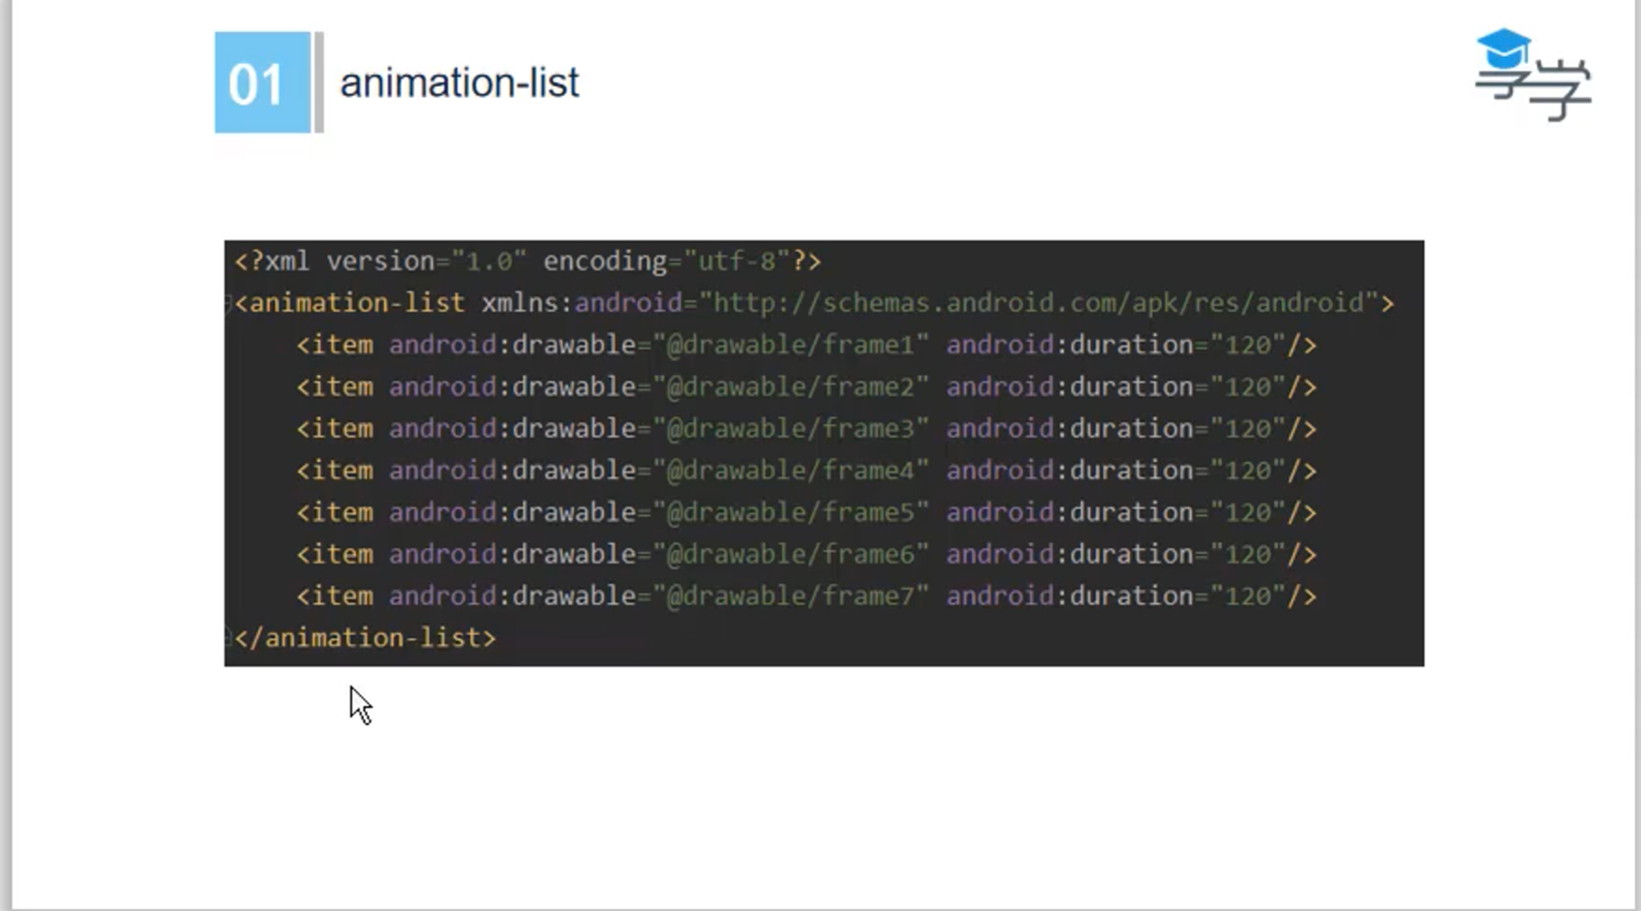 01
animation-list
学学
<?xml version="1.0" encoding="utf-8"?>
<animation-list xmlns:android="http://schemas.android.com/apk/res/android">
<item android:drawable="@drawable/frame1" android:duration="120"/>
<item android:drawable="@drawable/frame2" android:duration="120"/>
<item android:drawable="@drawable/frame3" android:duration="120"/>
<item android:drawable="@drawable/frame4" android:duration="120"/>
<item android:drawable="@drawable/frame5" android:duration="120"/>
<item android:drawable="@drawable/frame6" android:duration="120"/>
<item android:drawable="@drawable/frame7" android:duration="120"/>
</animation-list>